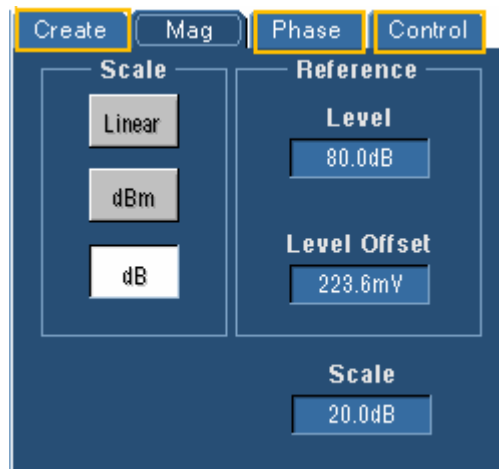 Create Mag Phase Control
Scale
Linear
dBm
dB
Reference
Level
80.0dB
Level Offset
223.6mV
Scale
20.0dB